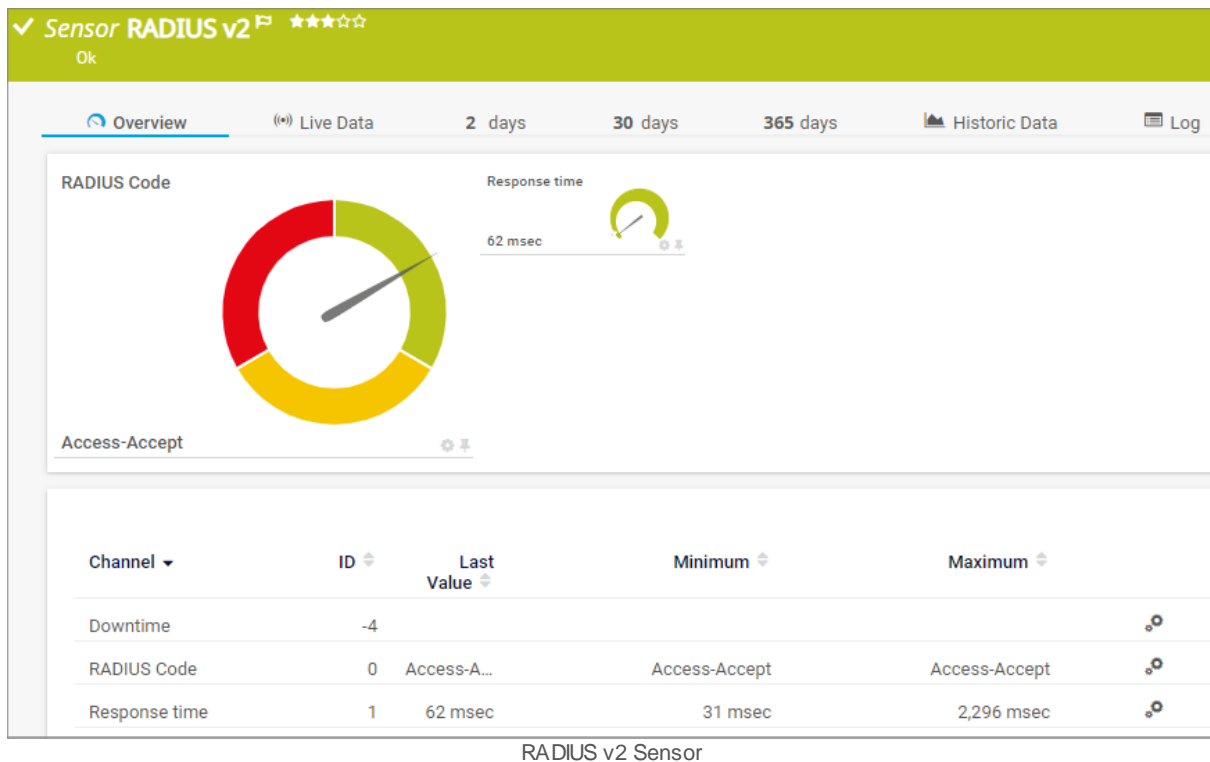 Sensor RADIUS v2
Ok
Overview
Live Data
2 days
30 days
365 days
Historic Data
Log
RADIUS Code
Response time
62 msec
Access-Accept
Channel ID Last Value Minimum Maximum
Downtime -4
RADIUS Code 0 Access-A... Access-Accept Access-Accept
Response time 1 62 msec 31 msec 2,296 msec
RADIUS v2 Sensor